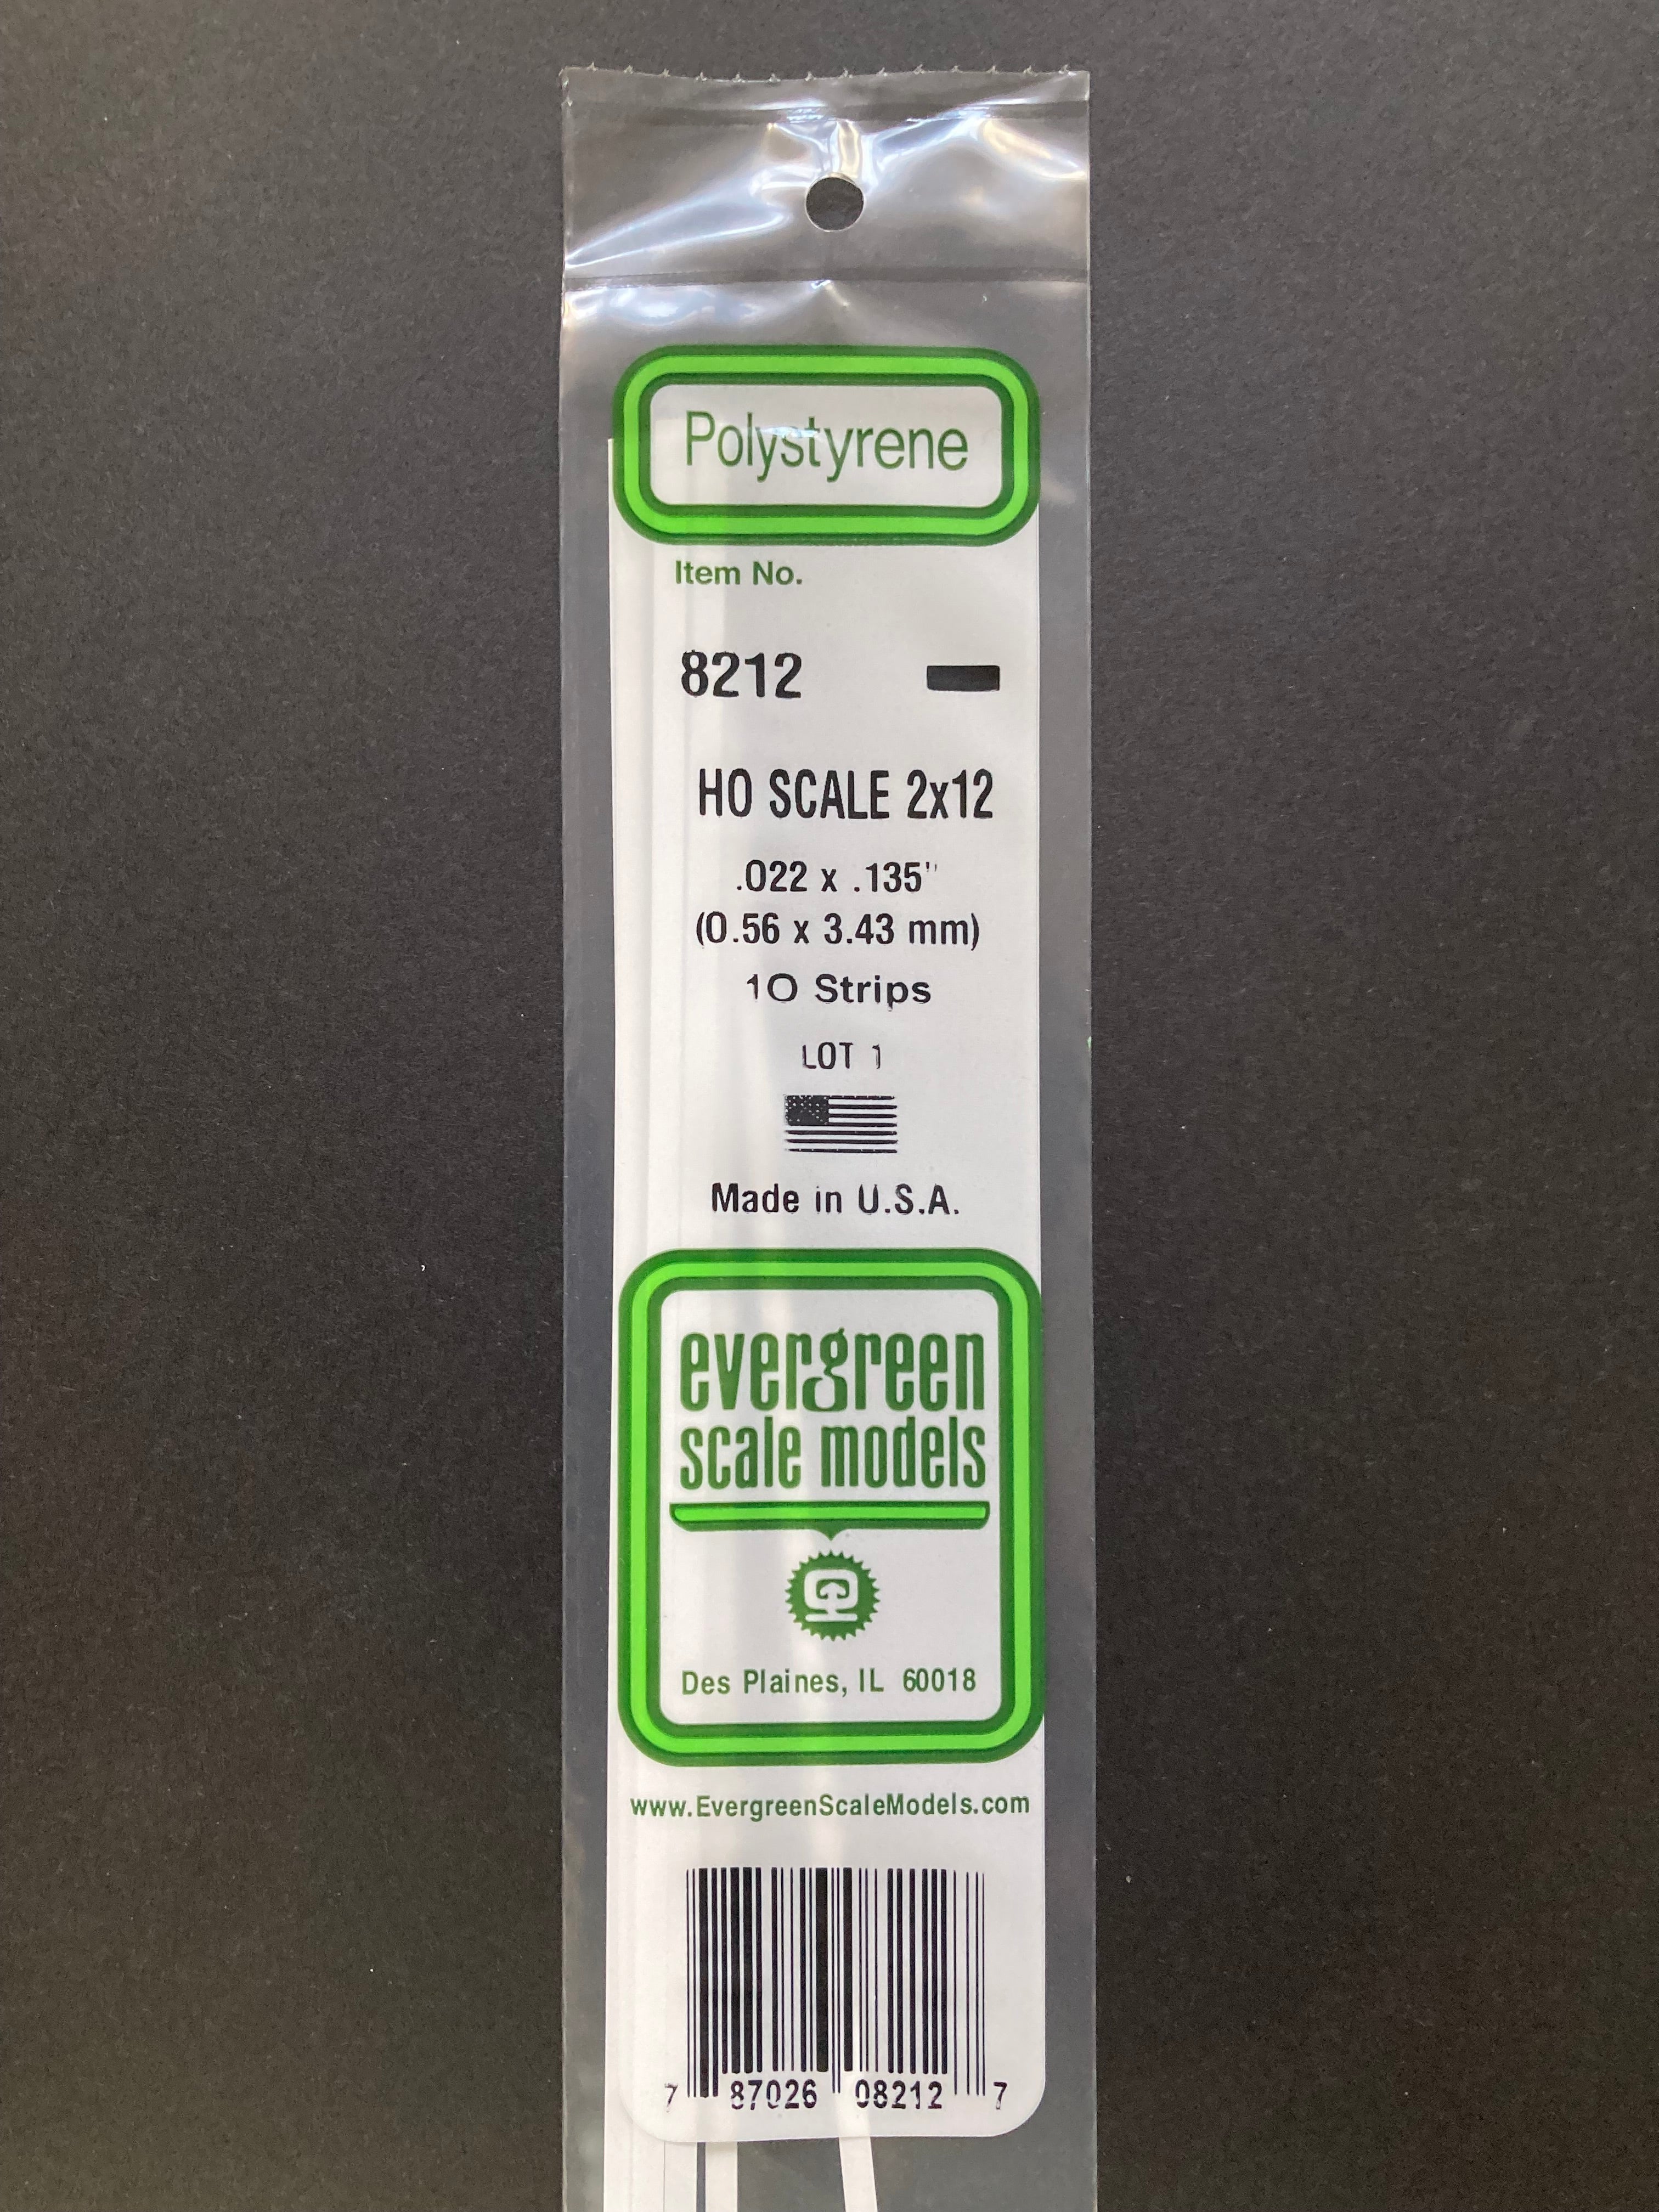 Polystyrene
Item No.
8212
HO SCALE 2x12
.022 x .135"
(0.56 x 3.43 mm)
10 Strips
LOT 1
Made in U.S.A.
evergreen
scale models
Des Plaines, IL 60018
www.EvergreenScaleModels.com
7 87026 08212 7